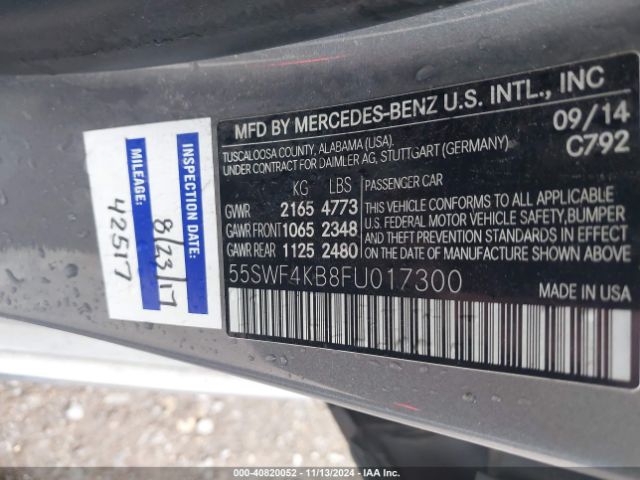 MFD BY MERCEDES-BENZ U.S. INTL., INC
TUSCALOOSA COUNTY, ALABAMA (USA), 09/14
UNDER CONTRACT FOR DAIMLER AG, STUTTGART (GERMANY) C792
KG LBS PASSENGER CAR
GVWR 2165 4773 THIS VEHICLE CONFORMS TO ALL APPLICABLE
GAWR FRONT 1065 2348 U.S. FEDERAL MOTOR VEHICLE SAFETY, BUMPER
GAWR REAR 1125 2480 AND THEFT PREVENTION STANDARDS IN EFFECT
ON THE DATE OF MANUFACTURE SHOWN ABOVE
55SWF4KB8FU017300 MADE IN USA
INSPECTION DATE:
8/23/17
MILEAGE:
42517
000-40820052 - 11/13/2024 - IAA Inc.